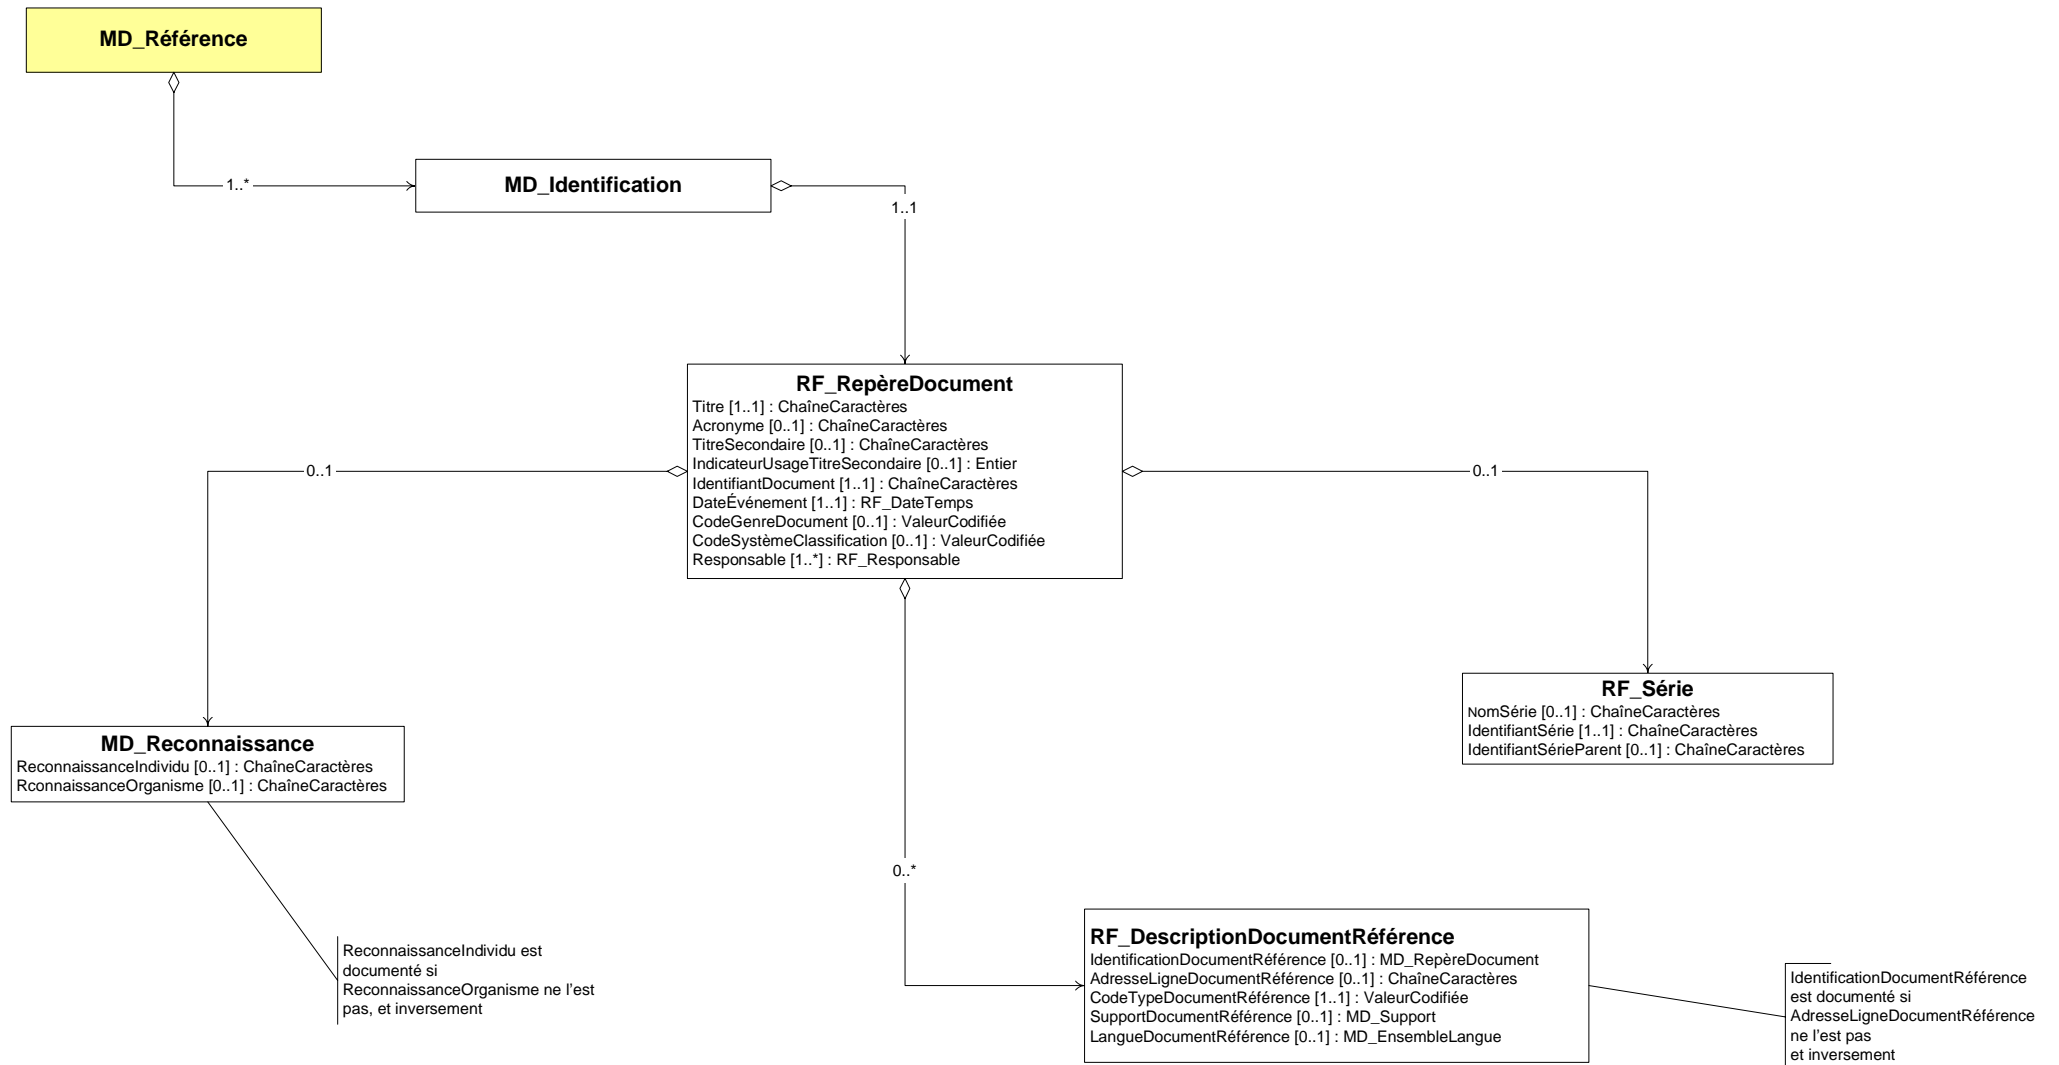 MD_Référence
1..*
MD_Identification
1..1
RF_RepèreDocument
Titre [1..1] : ChaîneCaractères
Acronyme [0..1] : ChaîneCaractères
TitreSecondaire [0..1] : ChaîneCaractères
IndicateurUsageTitreSecondaire [0..1] : Entier
IdentifiantDocument [1..1] : ChaîneCaractères
DateÉvénement [1..1] : RF_DateTemps
CodeGenreDocument [0..1] : ValeurCodifiée
CodeSystèmeClassification [0..1] : ValeurCodifiée
Responsable [1..*] : RF_Responsable
0..1
0..1
RF_Série
NomSérie [0..1] : ChaîneCaractères
IdentifiantSérie [1..1] : ChaîneCaractères
IdentifiantSérieParent [0..1] : ChaîneCaractères
MD_Reconnaissance
ReconnaissanceIndividu [0..1] : ChaîneCaractères
RconnaissanceOrganisme [0..1] : ChaîneCaractères
0..*
ReconnaissanceIndividu est
documenté si
ReconnaissanceOrganisme ne l'est
pas, et inversement
RF_DescriptionDocumentRéférence
IdentificationDocumentRéférence [0..1] : MD_RepèreDocument
AdresseLigneDocumentRéférence [0..1] : ChaîneCaractères
CodeTypeDocumentRéférence [1..1] : ValeurCodifiée
SupportDocumentRéférence [0..1] : MD_Support
LangueDocumentRéférence [0..1] : MD_EnsembleLangue
IdentificationDocumentRéférence
est documenté si
AdresseLigneDocumentRéférence
ne l'est pas
et inversement